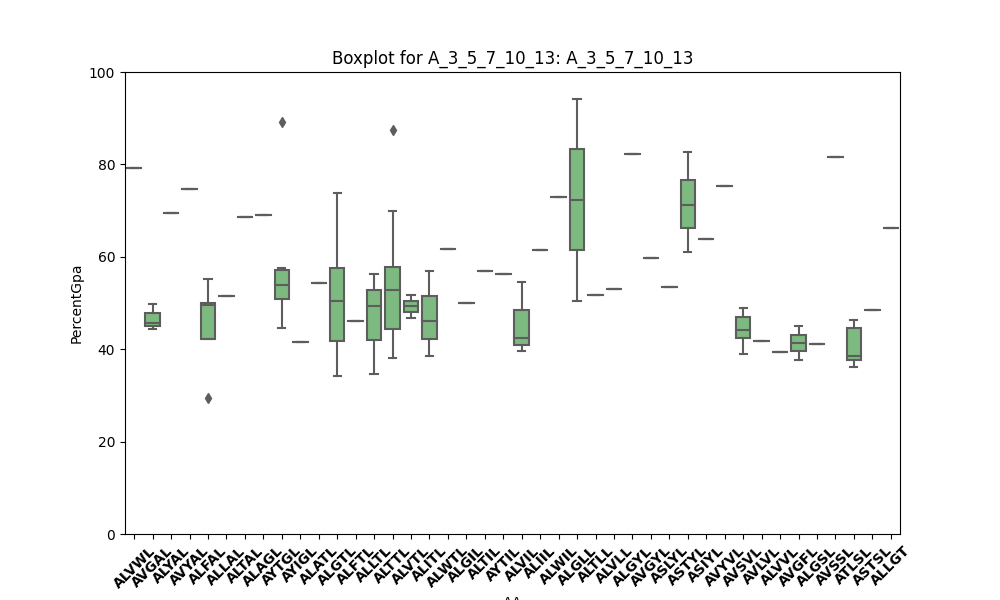 Boxplot for A_3_5_7_10_13: A_3_5_7_10_13
PercentGpa
100
80
60
40
20
0
ALVWL
AVGAL
ALYAL
AVYAL
ALFAL
ALLAL
ALTAL
ALAGL
AYTGL
AYIGL
ALATL
ALGTL
ALFTL
ALLTL
ALTTL
ALVTL
ALITL
ALWTL
ALGIL
ALTIL
AYTIL
ALVIL
ALIIL
ALWIL
ALGLL
ALTLL
ALVLL
ALGYL
AVGYL
ASLYL
ASTYL
ASIYL
AVYVL
AVSVL
AVLVL
ALVVL
AVGFL
ALGSL
AVSSL
ATLSL
ASTSL
ALLGT